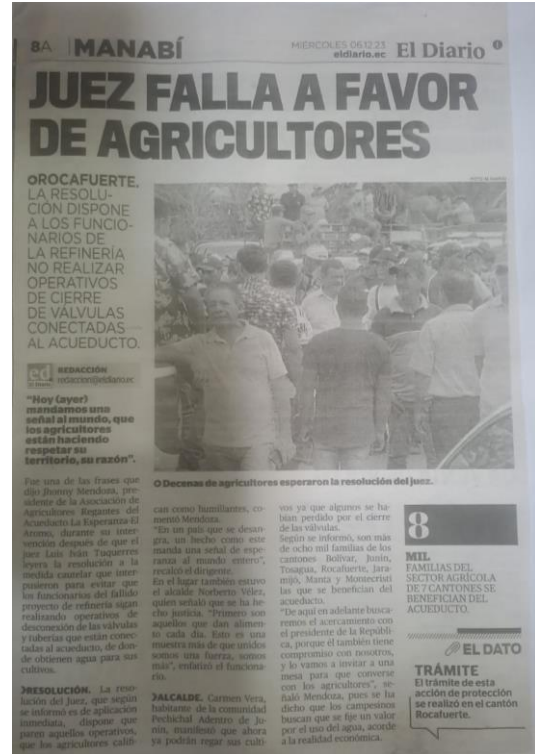 8A | MANABÍ
MIÉRCOLES 06.12.23
eldiario.ec
El Diario
JUEZ FALLA A FAVOR
DE AGRICULTORES
ROCAFUERTE.
LA RESOLU-
CIÓN DISPONE
A LOS FUNCIO-
NARIOS DE
LA REFINERÍA
NO REALIZAR
OPERATIVOS
DE CIERRE
DE VÁLVULAS
CONECTADAS
AL ACUEDUCTO.
ed
REDACCIÓN
redaccion@eldiario.ec
“Hoy (ayer)
mandamos una
señal al mundo, que
los agricultores
están haciendo
respetar su
territorio, su razón”.
Fue una de las frases que
dijo Jhonny Mendoza, pre-
sidente de la Asociación de
Agricultores Regantes del
Acueducto La Esperanza El
Aromo, durante su inter-
vención después de que el
juez Luis Iván Tuquerres
leyera la resolución a la
medida cautelar que inter-
pusieron para evitar que
los funcionarios del fallido
proyecto de refinería sigan
realizando operativos de
desconexión de las válvulas
y tuberías que están conec-
tadas al acueducto, de don-
de obtienen agua para sus
cultivos.
RESOLUCIÓN. La reso-
lución del juez, que según
se informó es de aplicación
inmediata, dispone que
paren aquellos operativos,
que los agricultores califi-
Decenas de agricultores esperaron la resolución del juez.
can como humillantes, co-
mentó Mendoza.
“En un país que se desan-
gra, un hecho como este
manda una señal de espe-
ranza al mundo entero”,
recalcó el dirigente.
En el lugar también estuvo
el alcalde Norberto Vélez,
quien señaló que se ha he-
cho justicia. “Primero son
aquellos que dan alimen-
to cada día. Esto es una
muestra más de que unidos
somos una fuerza, somos
más”, enfatizó el funciona-
rio.
ALCALDE. Carmen Vera,
habitante de la comunidad
Pechichal Adentro de Ju-
nín, manifestó que ahora
ya podrán regar sus culti-
vos ya que algunos se ha-
bían perdido por el cierre
de las válvulas.
Según se informó, son más
de ocho mil familias de los
cantones Bolívar, Junín,
Tosagua, Rocafuerte, Jara-
mijó, Manta y Montecristi
las que se benefician del
acueducto.
“De aquí en adelante busca-
remos el acercamiento con
el presidente de la Repúbli-
ca, porque él también tiene
compromiso con nosotros,
y lo vamos a invitar a una
mesa para que converse
con los agricultores”, se-
ñaló Mendoza, pues se ha
dicho que los campesinos
buscan que se fije un valor
por el uso del agua, acorde
a la realidad económica.
8
MIL
FAMILIAS DEL
SECTOR AGRÍCOLA
DE 7 CANTONES SE
BENEFICIAN DEL
ACUEDUCTO.
EL DATO
TRÁMITE
El trámite de esta
acción de protección
se realizó en el cantón
Rocafuerte.